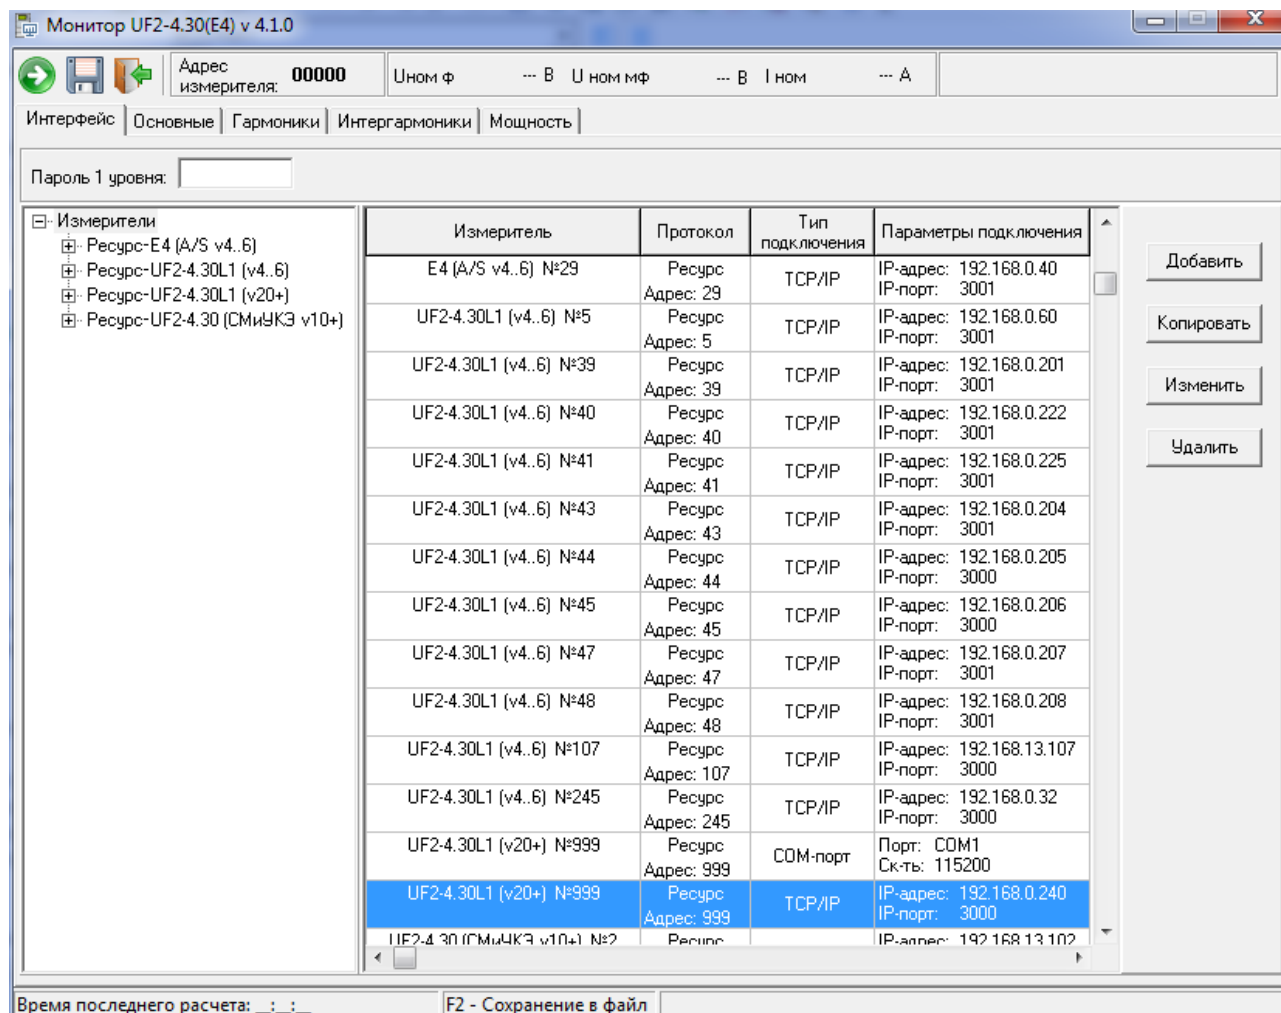 Монитор UF2-4.30(E4) v 4.1.0
Адрес измерителя: 00000 Uном ф --- В U ном мф --- В I ном --- А
Интерфейс Основные Гармоники Интергармоники Мощность
Пароль 1 уровня:
Измерители
Ресурс-E4 (A/S v4..6)
Ресурс-UF2-4.30L1 (v4..6)
Ресурс-UF2-4.30L1 (v20+)
Ресурс-UF2-4.30 (СМиУКЭ v10+)
Измеритель Протокол Тип подключения Параметры подключения
E4 (A/S v4..6) №29 Ресурс Адрес: 29 TCP/IP IP-адрес: 192.168.0.40 IP-порт: 3001
UF2-4.30L1 (v4..6) №5 Ресурс Адрес: 5 TCP/IP IP-адрес: 192.168.0.60 IP-порт: 3001
UF2-4.30L1 (v4..6) №39 Ресурс Адрес: 39 TCP/IP IP-адрес: 192.168.0.201 IP-порт: 3001
UF2-4.30L1 (v4..6) №40 Ресурс Адрес: 40 TCP/IP IP-адрес: 192.168.0.222 IP-порт: 3001
UF2-4.30L1 (v4..6) №41 Ресурс Адрес: 41 TCP/IP IP-адрес: 192.168.0.225 IP-порт: 3001
UF2-4.30L1 (v4..6) №43 Ресурс Адрес: 43 TCP/IP IP-адрес: 192.168.0.204 IP-порт: 3001
UF2-4.30L1 (v4..6) №44 Ресурс Адрес: 44 TCP/IP IP-адрес: 192.168.0.205 IP-порт: 3000
UF2-4.30L1 (v4..6) №45 Ресурс Адрес: 45 TCP/IP IP-адрес: 192.168.0.206 IP-порт: 3000
UF2-4.30L1 (v4..6) №47 Ресурс Адрес: 47 TCP/IP IP-адрес: 192.168.0.207 IP-порт: 3001
UF2-4.30L1 (v4..6) №48 Ресурс Адрес: 48 TCP/IP IP-адрес: 192.168.0.208 IP-порт: 3001
UF2-4.30L1 (v4..6) №107 Ресурс Адрес: 107 TCP/IP IP-адрес: 192.168.13.107 IP-порт: 3000
UF2-4.30L1 (v4..6) №245 Ресурс Адрес: 245 TCP/IP IP-адрес: 192.168.0.32 IP-порт: 3000
UF2-4.30L1 (v20+) №999 Ресурс Адрес: 999 COM-порт Порт: COM1 Ск-ть: 115200
UF2-4.30L1 (v20+) №999 Ресурс Адрес: 999 TCP/IP IP-адрес: 192.168.0.240 IP-порт: 3000
UF2-4.30 (СМиУКЭ v10+) №2 Ресурс IP-адрес: 192.168.13.102
Добавить
Копировать
Изменить
Удалить
Время последнего расчета: __:__:__ F2 - Сохранение в файл